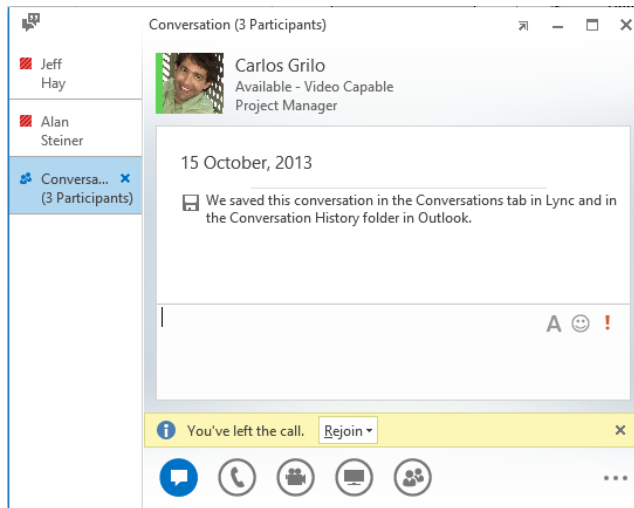 Conversation (3 Participants)
Jeff
Hay
Alan
Steiner
Conversa...
(3 Participants)
Carlos Grilo
Available - Video Capable
Project Manager
15 October, 2013
We saved this conversation in the Conversations tab in Lync and in
the Conversation History folder in Outlook.
A !
You've left the call. Rejoin